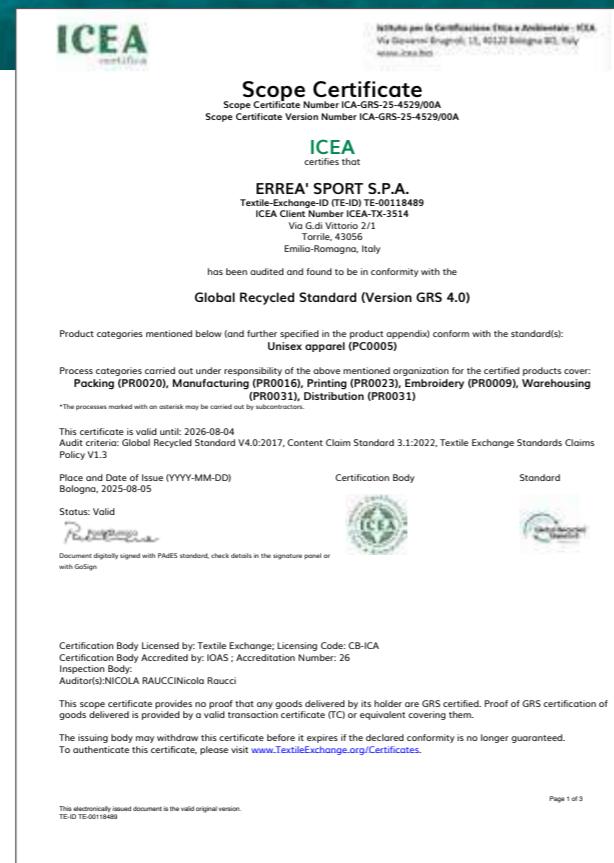 ICEA
certifica
Istituto per la Certificazione Etica e Ambientale - ICEA
Via Giovanni Brugnoli, 15, 40122 Bologna BO, Italy
www.icea.bio
Scope Certificate
Scope Certificate Number ICA-GRS-25-4529/00A
Scope Certificate Version Number ICA-GRS-25-4529/00A
ICEA
certifies that
ERREA' SPORT S.P.A.
Textile-Exchange-ID (TE-ID) TE-00118489
ICEA Client Number ICEA-TX-3514
Via G.di Vittorio 2/1
Torrile, 43056
Emilia-Romagna, Italy
has been audited and found to be in conformity with the
Global Recycled Standard (Version GRS 4.0)
Product categories mentioned below (and further specified in the product appendix) conform with the standard(s):
Unisex apparel (PC0005)
Process categories carried out under responsibility of the above mentioned organization for the certified products cover:
Packing (PR0020), Manufacturing (PR0016), Printing (PR0023), Embroidery (PR0009), Warehousing
(PR0031), Distribution (PR0031)
*The processes marked with an asterisk may be carried out by subcontractors.
This certificate is valid until: 2026-08-04
Audit criteria: Global Recycled Standard V4.0:2017, Content Claim Standard 3.1:2022, Textile Exchange Standards Claims
Policy V1.3
Place and Date of Issue (YYYY-MM-DD)
Bologna, 2025-08-05
Certification Body
Standard
Status: Valid
ICEA
Global Recycled
Standard
Document digitally signed with PAdES standard, check details in the signature panel or
with GoSign
Certification Body Licensed by: Textile Exchange; Licensing Code: CB-ICA
Certification Body Accredited by: IOAS ; Accreditation Number: 26
Inspection Body:
Auditor(s):NICOLA RAUCCINicola Raucci
This scope certificate provides no proof that any goods delivered by its holder are GRS certified. Proof of GRS certification of
goods delivered is provided by a valid transaction certificate (TC) or equivalent covering them.
The issuing body may withdraw this certificate before it expires if the declared conformity is no longer guaranteed.
To authenticate this certificate, please visit www.TextileExchange.org/Certificates.
Page 1 of 3
This electronically issued document is the valid original version.
TE-ID TE-00118489